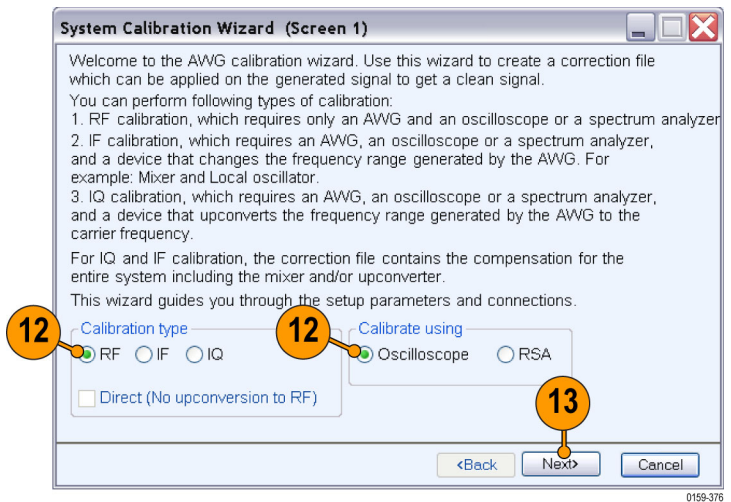 System Calibration Wizard (Screen 1)
Welcome to the AWG calibration wizard. Use this wizard to create a correction file
which can be applied on the generated signal to get a clean signal.
You can perform following types of calibration:
1. RF calibration, which requires only an AWG and an oscilloscope or a spectrum analyzer
2. IF calibration, which requires an AWG, an oscilloscope or a spectrum analyzer,
and a device that changes the frequency range generated by the AWG. For
example: Mixer and Local oscillator.
3. IQ calibration, which requires an AWG, an oscilloscope or a spectrum analyzer,
and a device that upconverts the frequency range generated by the AWG to the
carrier frequency.
For IQ and IF calibration, the correction file contains the compensation for the
entire system including the mixer and/or upconverter.
This wizard guides you through the setup parameters and connections.
12 Calibration type 12 Calibrate using
RF IF IQ Oscilloscope RSA
Direct (No upconversion to RF)
13
<Back Next> Cancel
0159-376